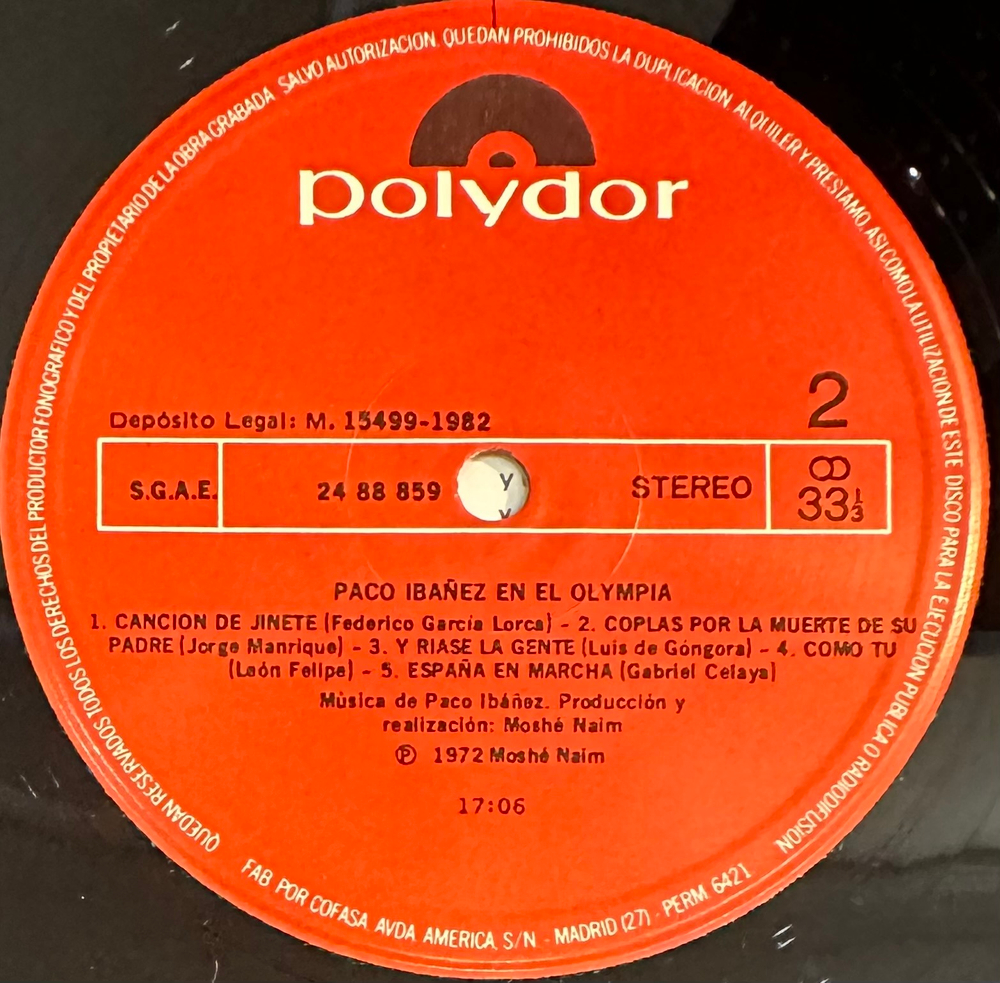 QUEDAN RESERVADOS TODOS LOS DERECHOS DEL PRODUCTOR FONOGRAFICO Y DEL PROPIETARIO DE LA OBRA GRABADA. SALVO AUTORIZACION, QUEDAN PROHIBIDOS LA DUPLICACION, ALQUILER Y PRESTAMO, ASI COMO LA UTILIZACION DE ESTE DISCO PARA LA EJECUCION PUBLICA O RADIODIFUSION.
polydor
2
Depósito Legal: M. 15499-1982
S.G.A.E. 24 88 859 STEREO 33⅓
y
PACO IBAÑEZ EN EL OLYMPIA
1. CANCION DE JINETE (Federico García Lorca) - 2. COPLAS POR LA MUERTE DE SU
PADRE (Jorge Manrique) - 3. Y RIASE LA GENTE (Luis de Góngora) - 4. COMO TU
(León Felipe) - 5. ESPAÑA EN MARCHA (Gabriel Celaya)
Música de Paco Ibáñez. Producción y
realización: Moshé Naim
℗ 1972 Moshé Naim
17:06
FAB POR COFASA, AVDA AMERICA, S/N - MADRID (27) - PERM 6421